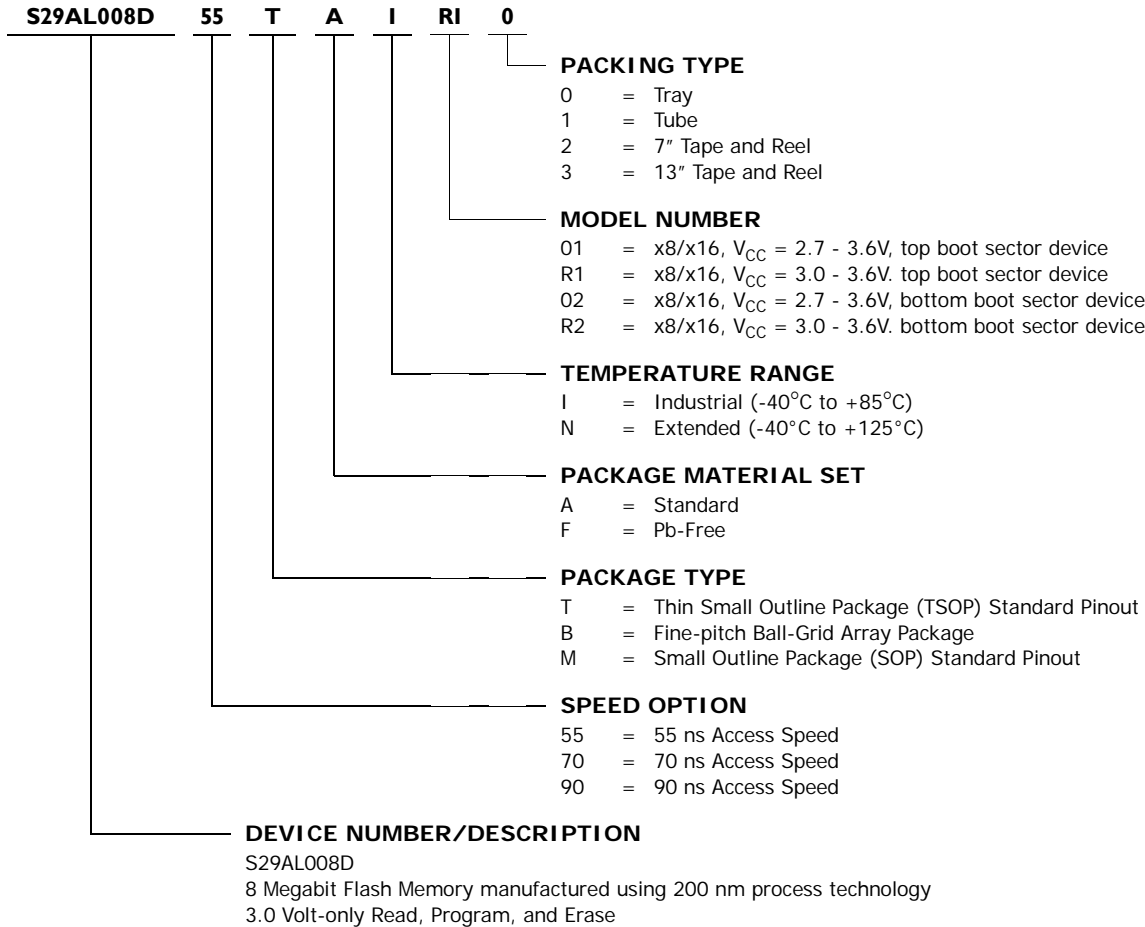 S29AL008D 55 T A I R1 0
PACKING TYPE
0 = Tray
1 = Tube
2 = 7" Tape and Reel
3 = 13" Tape and Reel
MODEL NUMBER
01 = x8/x16, VCC = 2.7 - 3.6V, top boot sector device
R1 = x8/x16, VCC = 3.0 - 3.6V. top boot sector device
02 = x8/x16, VCC = 2.7 - 3.6V, bottom boot sector device
R2 = x8/x16, VCC = 3.0 - 3.6V. bottom boot sector device
TEMPERATURE RANGE
I = Industrial (-40°C to +85°C)
N = Extended (-40°C to +125°C)
PACKAGE MATERIAL SET
A = Standard
F = Pb-Free
PACKAGE TYPE
T = Thin Small Outline Package (TSOP) Standard Pinout
B = Fine-pitch Ball-Grid Array Package
M = Small Outline Package (SOP) Standard Pinout
SPEED OPTION
55 = 55 ns Access Speed
70 = 70 ns Access Speed
90 = 90 ns Access Speed
DEVICE NUMBER/DESCRIPTION
S29AL008D
8 Megabit Flash Memory manufactured using 200 nm process technology
3.0 Volt-only Read, Program, and Erase